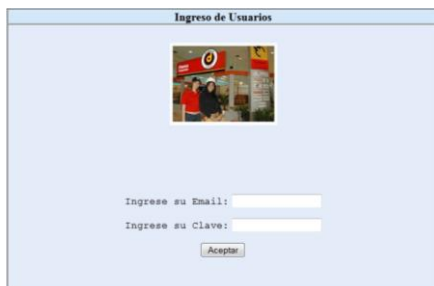 Ingreso de Usuarios
Ingrese su Email:
Ingrese su Clave:
Aceptar